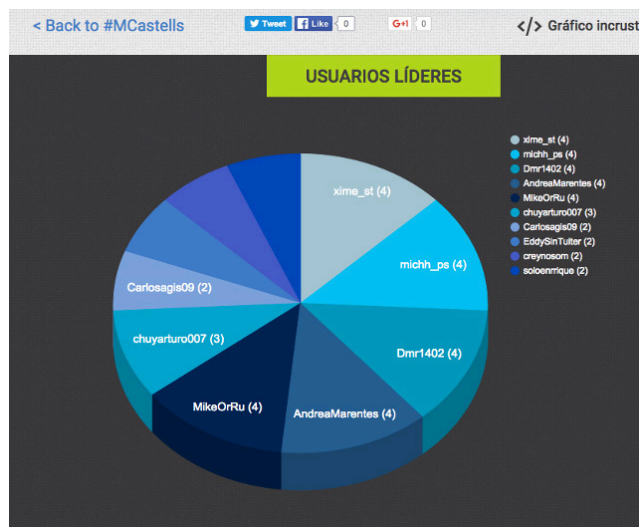 < Back to #MCastells
Tweet
Like
0
G+1
0
</> Gráfico incrust
USUARIOS LÍDERES
xime_st (4)
michh_ps (4)
Dmr1402 (4)
AndreaMarentes (4)
MikeOrRu (4)
chuyarturo007 (3)
Carlosagis09 (2)
EddySinTuiter (2)
creynosom (2)
soloenrrique (2)
xime_st (4)
michh_ps (4)
Dmr1402 (4)
AndreaMarentes (4)
MikeOrRu (4)
chuyarturo007 (3)
Carlosagis09 (2)